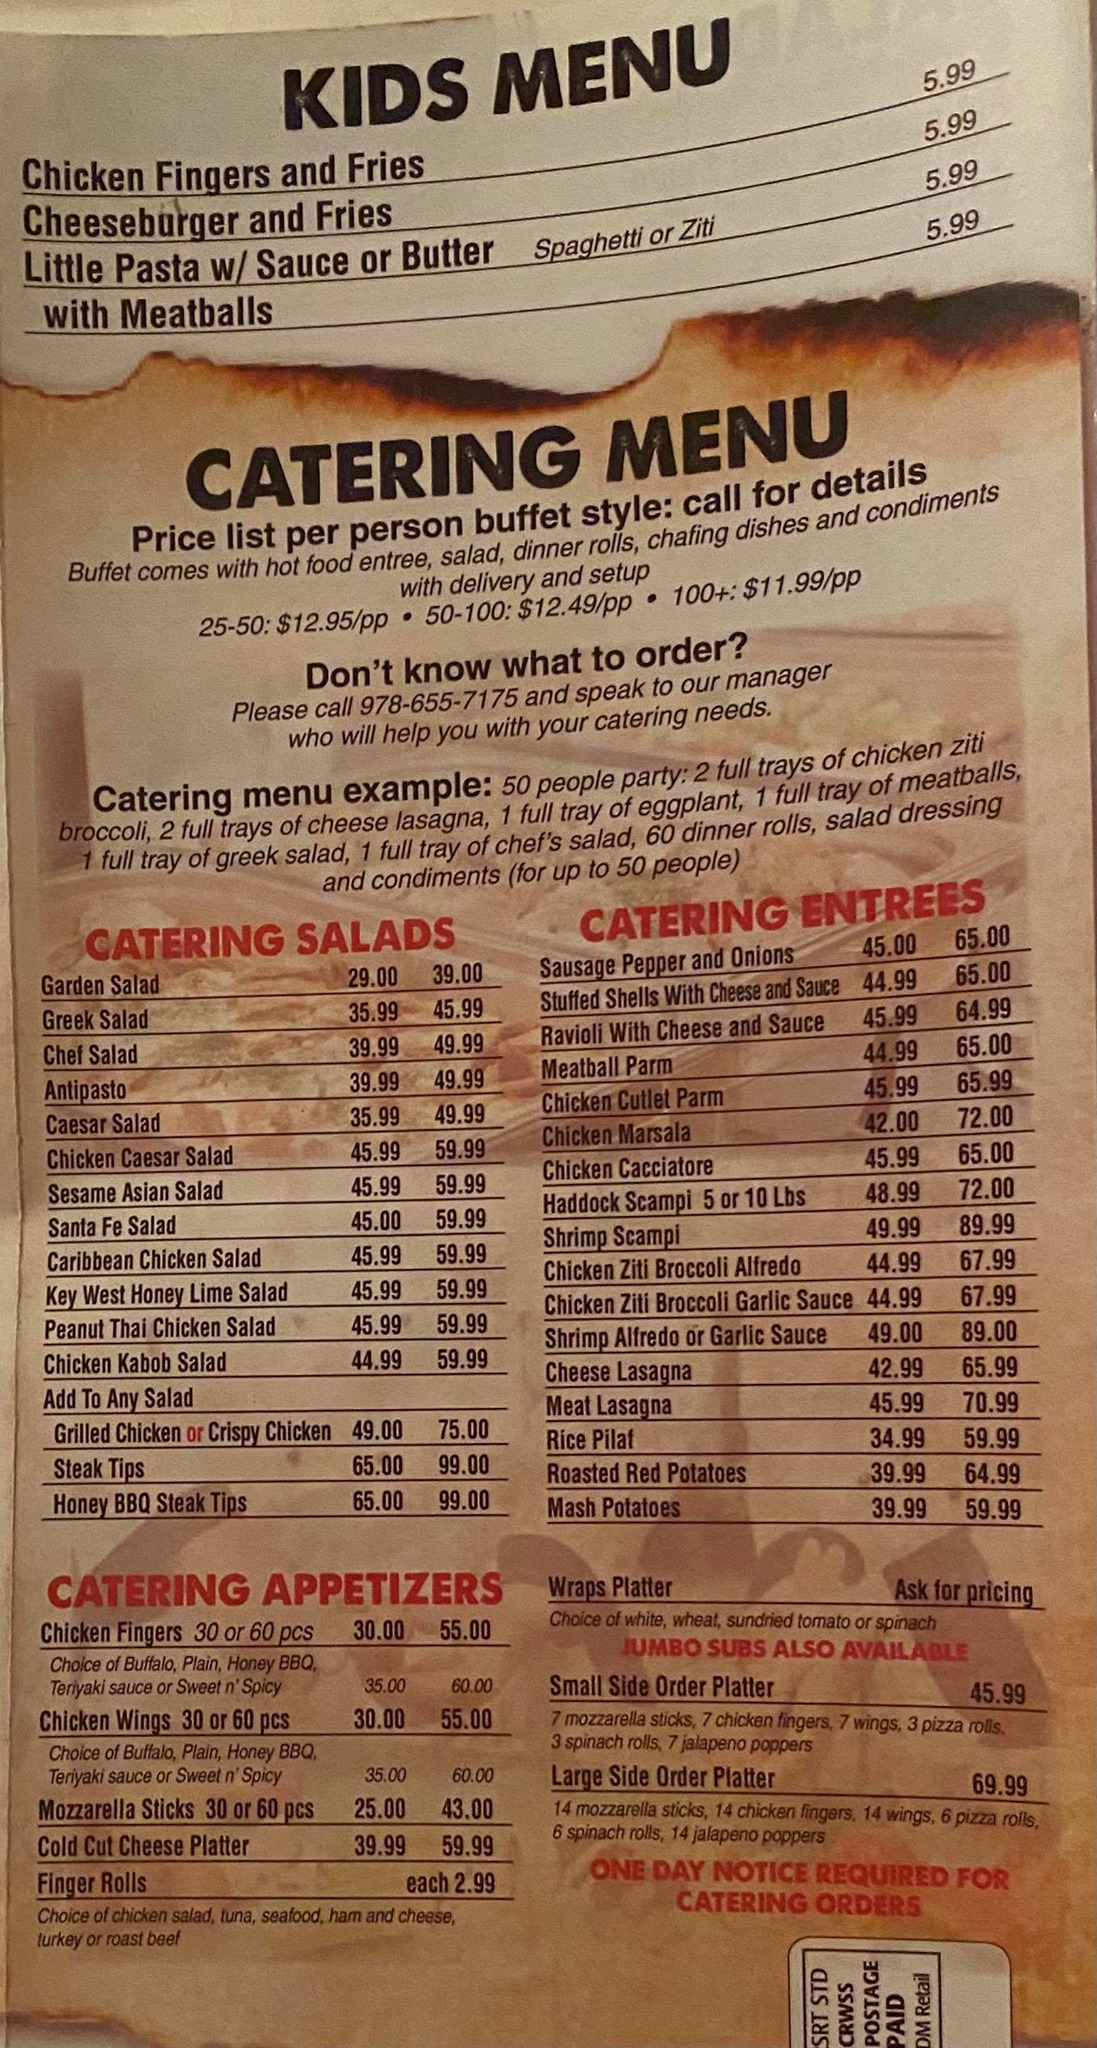 KIDS MENU
Chicken Fingers and Fries 5.99
Cheeseburger and Fries 5.99
Little Pasta w/ Sauce or Butter Spaghetti or Ziti 5.99
with Meatballs 5.99
CATERING MENU
Price list per person buffet style: call for details
Buffet comes with hot food entree, salad, dinner rolls, chafing dishes and condiments
with delivery and setup
25-50: $12.95/pp • 50-100: $12.49/pp • 100+: $11.99/pp
Don't know what to order?
Please call 978-655-7175 and speak to our manager
who will help you with your catering needs.
Catering menu example: 50 people party: 2 full trays of chicken ziti
broccoli, 2 full trays of cheese lasagna, 1 full tray of eggplant, 1 full tray of meatballs,
1 full tray of greek salad, 1 full tray of chef's salad, 60 dinner rolls, salad dressing
and condiments (for up to 50 people)
CATERING SALADS
Garden Salad 29.00 39.00
Greek Salad 35.99 45.99
Chef Salad 39.99 49.99
Antipasto 39.99 49.99
Caesar Salad 35.99 49.99
Chicken Caesar Salad 45.99 59.99
Sesame Asian Salad 45.99 59.99
Santa Fe Salad 45.00 59.99
Caribbean Chicken Salad 45.99 59.99
Key West Honey Lime Salad 45.99 59.99
Peanut Thai Chicken Salad 45.99 59.99
Chicken Kabob Salad 44.99 59.99
Add To Any Salad
Grilled Chicken or Crispy Chicken 49.00 75.00
Steak Tips 65.00 99.00
Honey BBQ Steak Tips 65.00 99.00
CATERING APPETIZERS
Chicken Fingers 30 or 60 pcs 30.00 55.00
Choice of Buffalo, Plain, Honey BBQ,
Teriyaki sauce or Sweet n' Spicy 35.00 60.00
Chicken Wings 30 or 60 pcs 30.00 55.00
Choice of Buffalo, Plain, Honey BBQ,
Teriyaki sauce or Sweet n' Spicy 35.00 60.00
Mozzarella Sticks 30 or 60 pcs 25.00 43.00
Cold Cut Cheese Platter 39.99 59.99
Finger Rolls each 2.99
Choice of chicken salad, tuna, seafood, ham and cheese,
turkey or roast beef
CATERING ENTREES
Sausage Pepper and Onions 45.00 65.00
Stuffed Shells With Cheese and Sauce 44.99 65.00
Ravioli With Cheese and Sauce 45.99 64.99
Meatball Parm 44.99 65.00
Chicken Cutlet Parm 45.99 65.99
Chicken Marsala 42.00 72.00
Chicken Cacciatore 45.99 65.00
Haddock Scampi 5 or 10 Lbs 48.99 72.00
Shrimp Scampi 49.99 89.99
Chicken Ziti Broccoli Alfredo 44.99 67.99
Chicken Ziti Broccoli Garlic Sauce 44.99 67.99
Shrimp Alfredo or Garlic Sauce 49.00 89.00
Cheese Lasagna 42.99 65.99
Meat Lasagna 45.99 70.99
Rice Pilaf 34.99 59.99
Roasted Red Potatoes 39.99 64.99
Mash Potatoes 39.99 59.99
Wraps Platter Ask for pricing
Choice of white, wheat, sundried tomato or spinach
JUMBO SUBS ALSO AVAILABLE
Small Side Order Platter 45.99
7 mozzarella sticks, 7 chicken fingers, 7 wings, 3 pizza rolls,
3 spinach rolls, 7 jalapeno poppers
Large Side Order Platter 69.99
14 mozzarella sticks, 14 chicken fingers, 14 wings, 6 pizza rolls,
6 spinach rolls, 14 jalapeno poppers
ONE DAY NOTICE REQUIRED FOR
CATERING ORDERS
SRT STD
CRWSS
POSTAGE
PAID
DM Retail